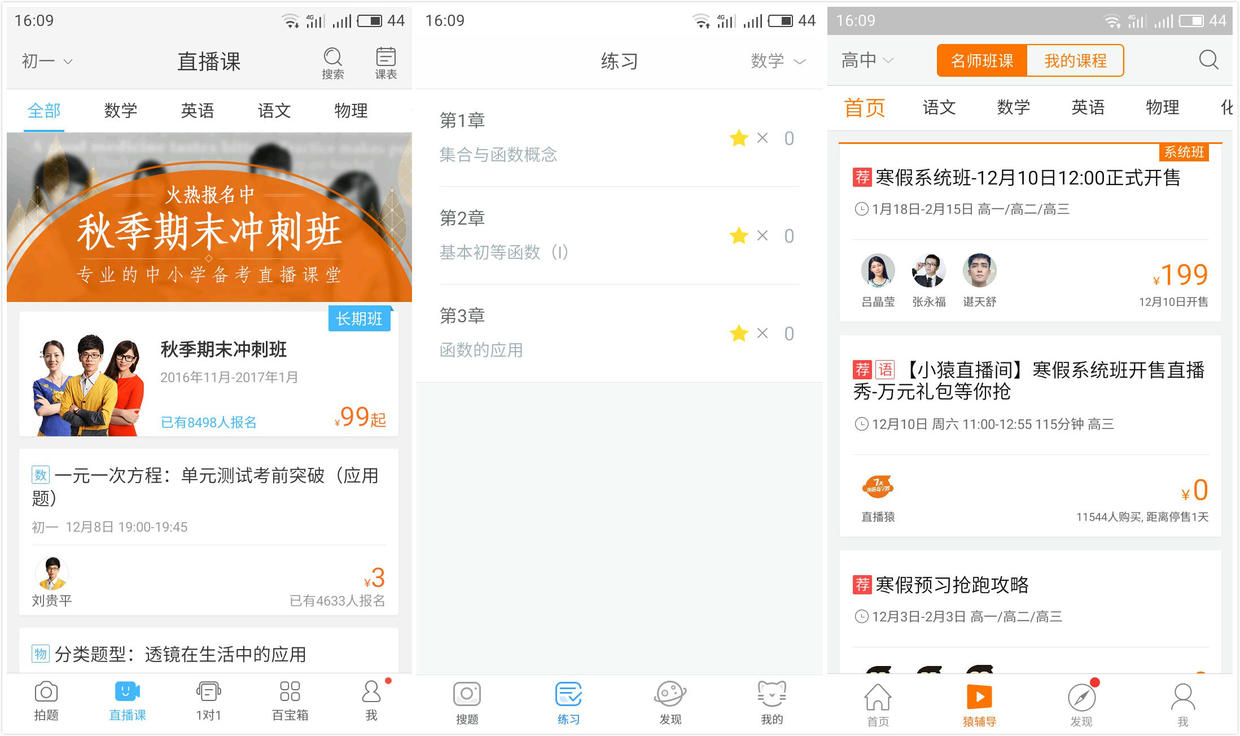 16:09
4G
44
初一
直播课
搜索
课表
全部 数学 英语 语文 物理
火热报名中
秋季期末冲刺班
专业的中小学备考直播课堂
长期班
秋季期末冲刺班
2016年11月-2017年1月
已有8498人报名
¥99起
数 一元一次方程：单元测试考前突破（应用
题）
初一 12月8日 19:00-19:45
刘贵平
¥3
已有4633人报名
物 分类题型：透镜在生活中的应用
拍题 直播课 1对1 百宝箱 我
16:09
4G
44
练习
数学
第1章
集合与函数概念
× 0
第2章
基本初等函数（I）
× 0
第3章
函数的应用
× 0
搜题 练习 发现 我的
16:09
4G
44
高中
名师班课 我的课程
首页 语文 数学 英语 物理
系统班
荐 寒假系统班-12月10日12:00正式开售
1月18日-2月15日 高一/高二/高三
吕晶莹 张永福 谌天舒
¥199
12月10日开售
荐 语 【小猿直播间】寒假系统班开售直播
秀-万元礼包等你抢
12月10日 周六 11:00-12:55 115分钟 高三
直播猿
¥0
11544人购买, 距离停售1天
荐 寒假预习抢跑攻略
12月3日-2月3日 高一/高二/高三
首页 猿辅导 发现 我